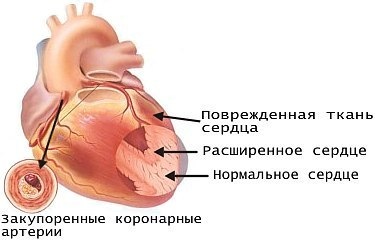 Поврежденная ткань
сердца
Расширенное сердце
Нормальное сердце
Закупоренные коронарные
артерии